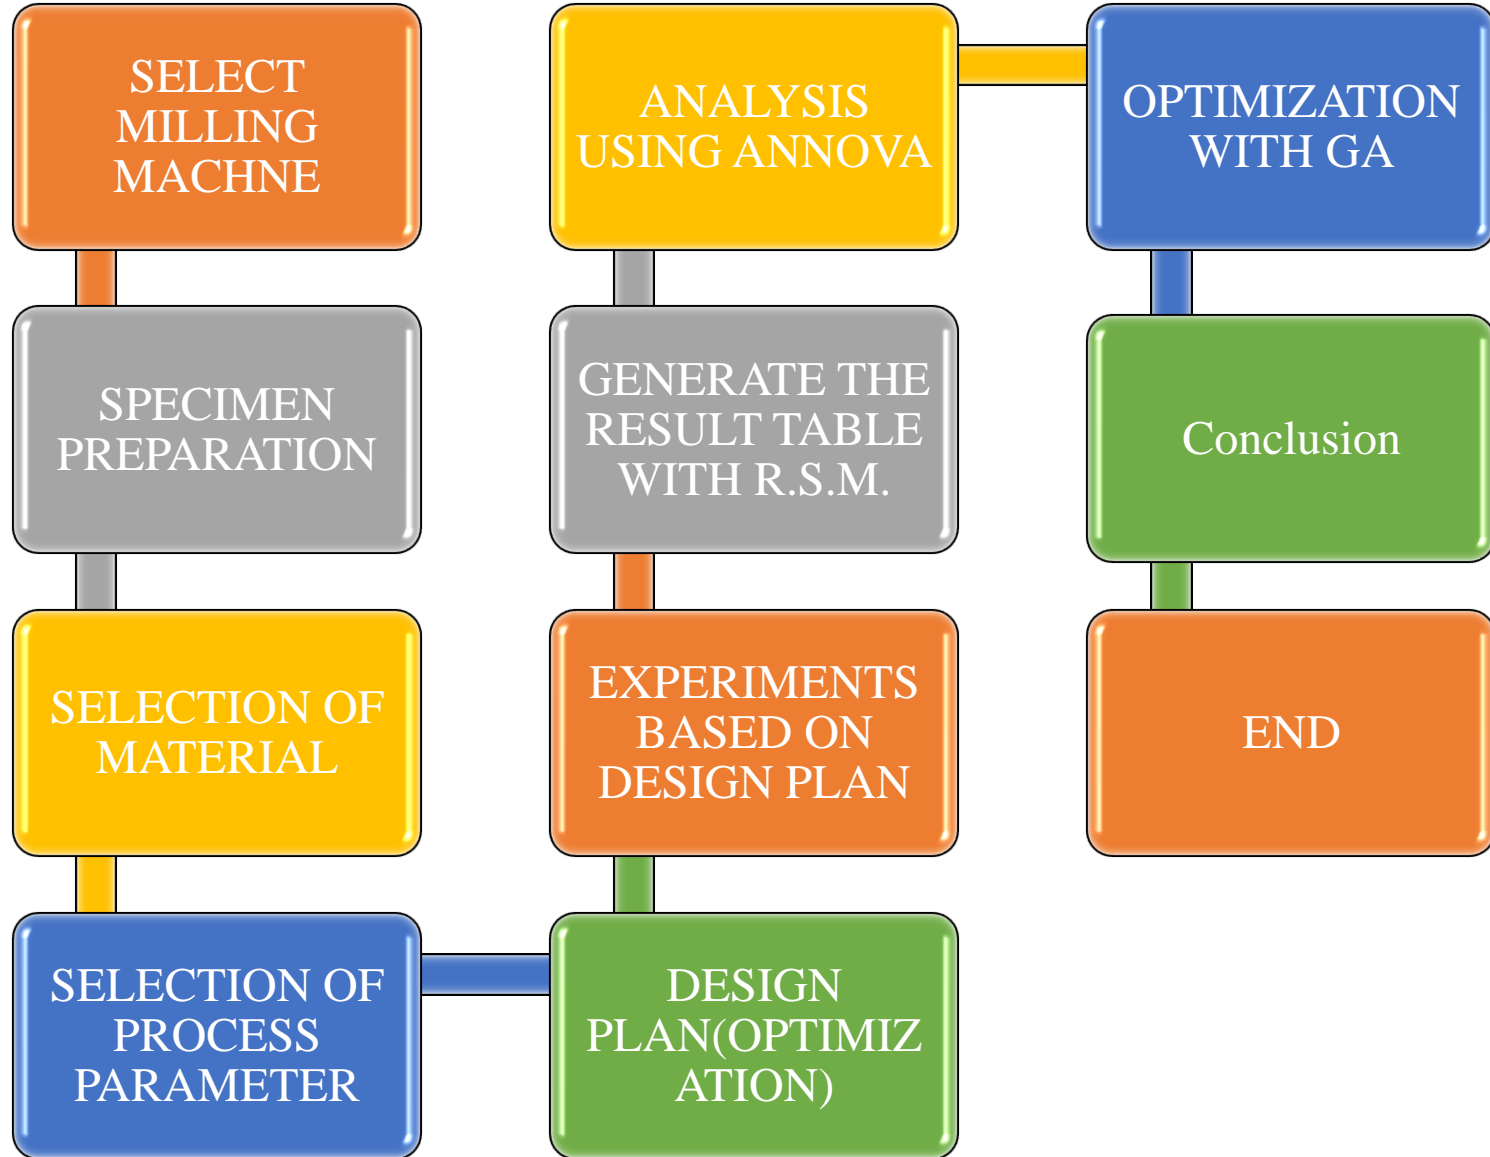 SELECT
MILLING
MACHNE
SPECIMEN
PREPARATION
SELECTION OF
MATERIAL
SELECTION OF
PROCESS
PARAMETER
DESIGN
PLAN(OPTIMIZ
ATION)
EXPERIMENTS
BASED ON
DESIGN PLAN
GENERATE THE
RESULT TABLE
WITH R.S.M.
ANALYSIS
USING ANNOVA
OPTIMIZATION
WITH GA
Conclusion
END